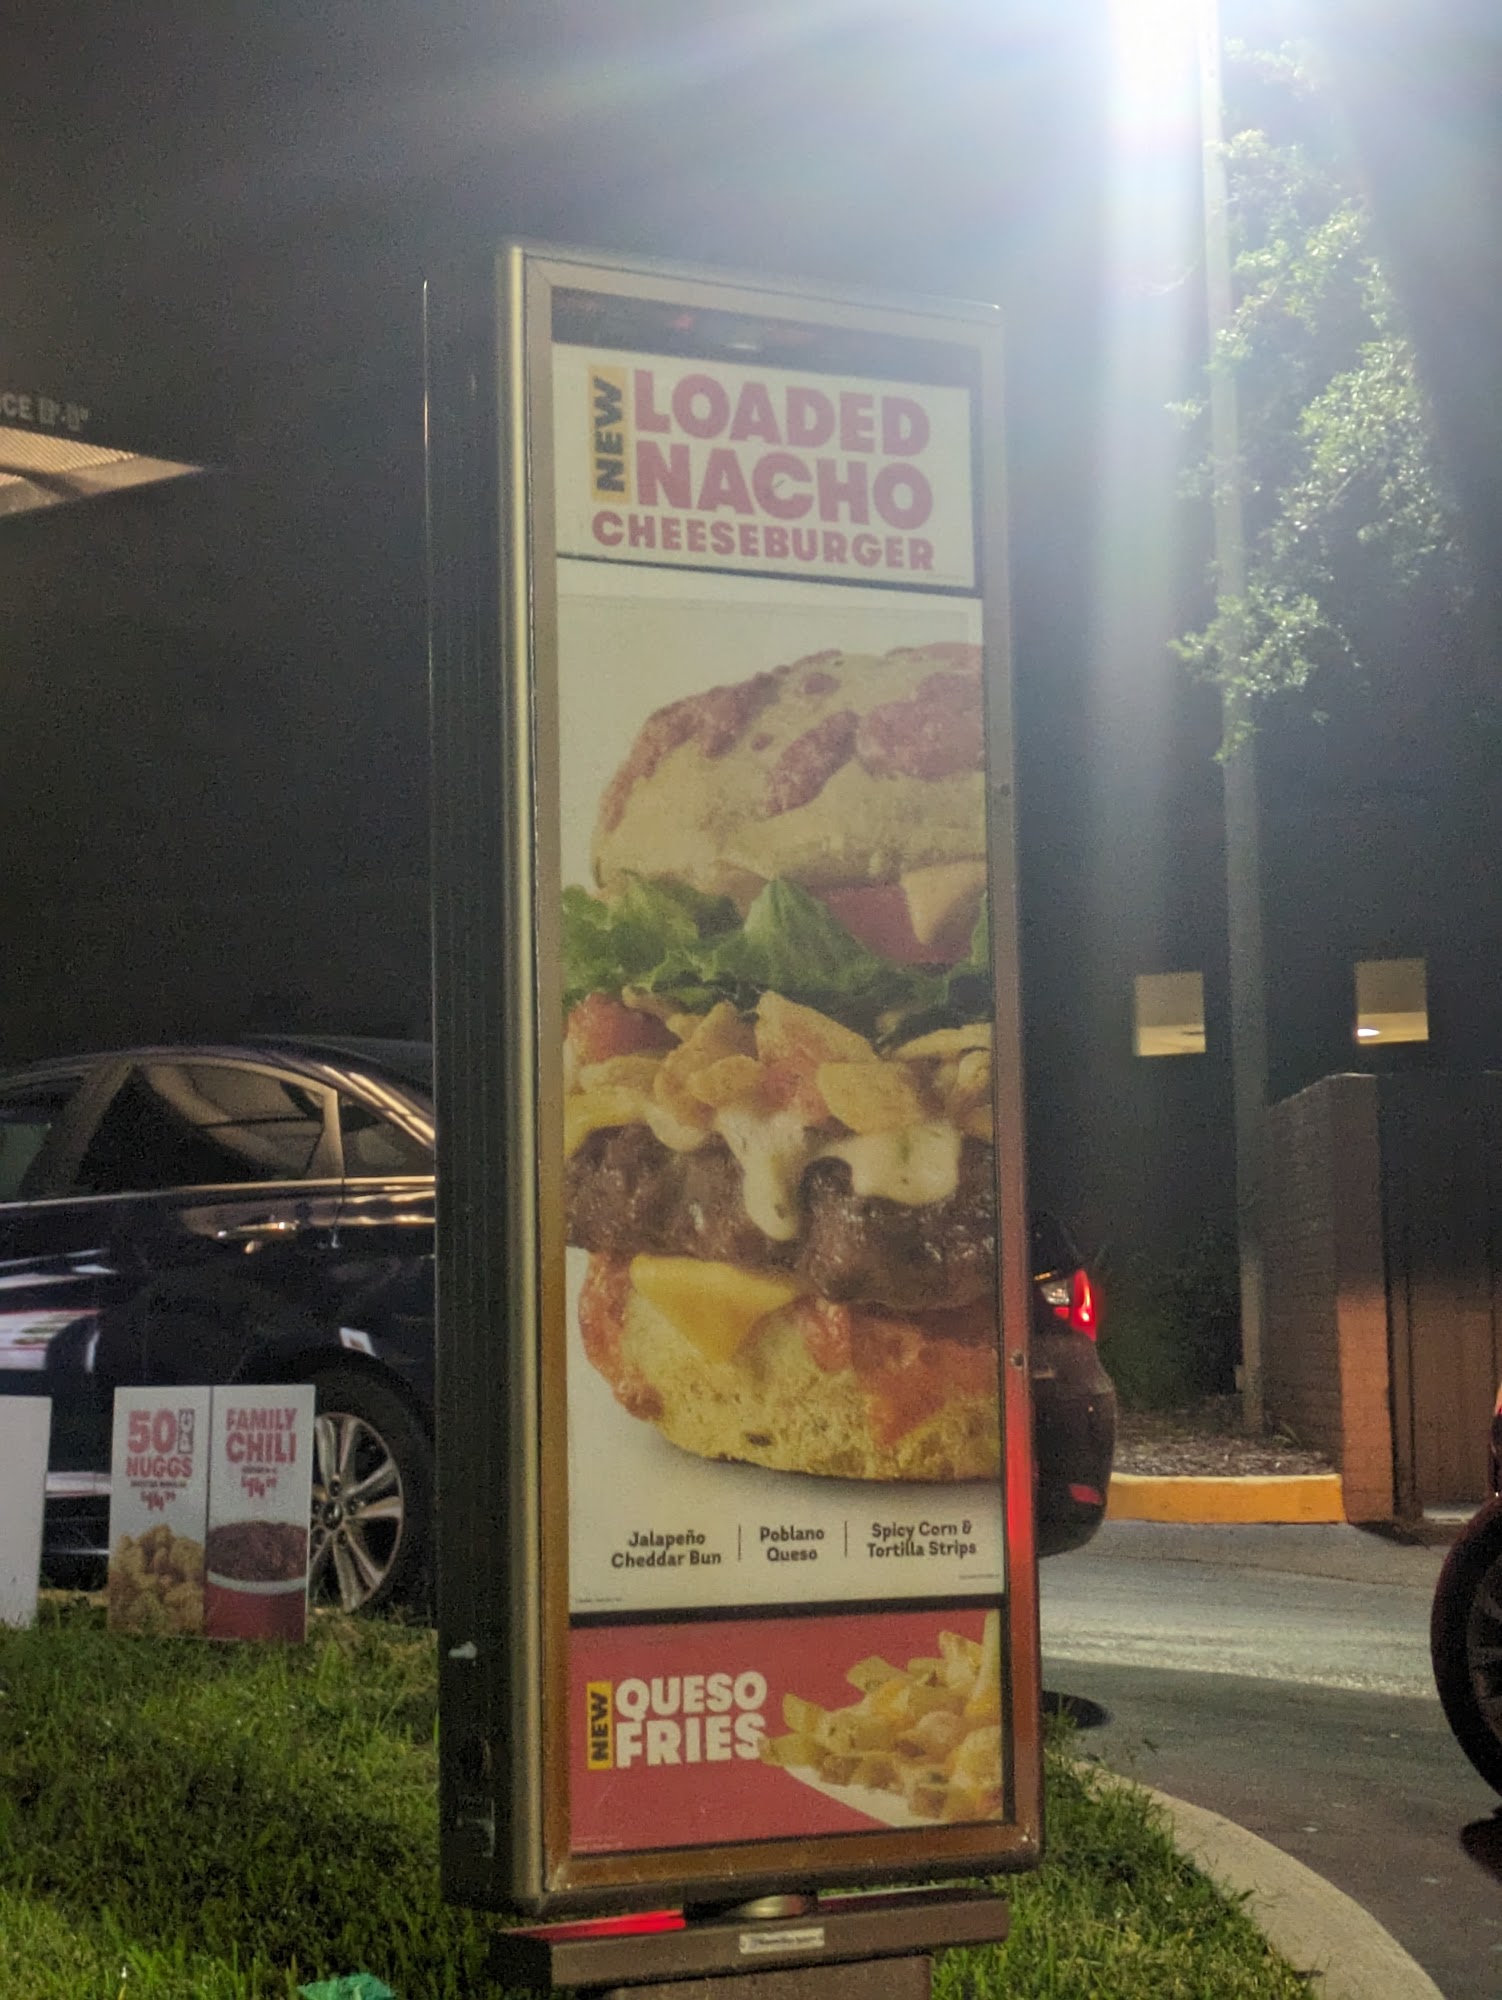 NEW
LOADED
NACHO
CHEESEBURGER
Jalapeño
Cheddar Bun
Poblano
Queso
Spicy Corn &
Tortilla Strips
NEW
QUESO
FRIES
50
NUGGS
FAMILY
CHILI